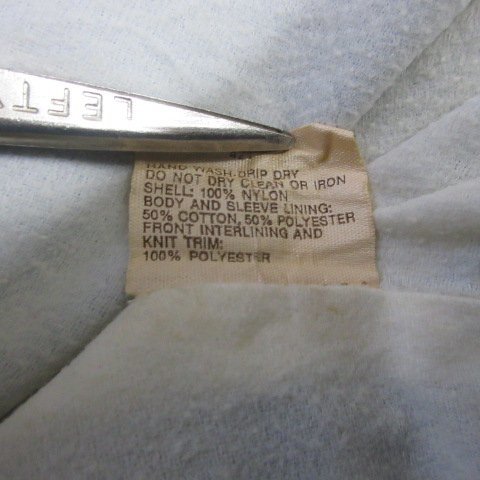 LEFTY
HAND WASH-DRIP DRY
DO NOT DRY CLEAN OR IRON
SHELL: 100% NYLON
BODY AND SLEEVE LINING:
50% COTTON, 50% POLYESTER
FRONT INTERLINING AND
KNIT TRIM:
100% POLYESTER